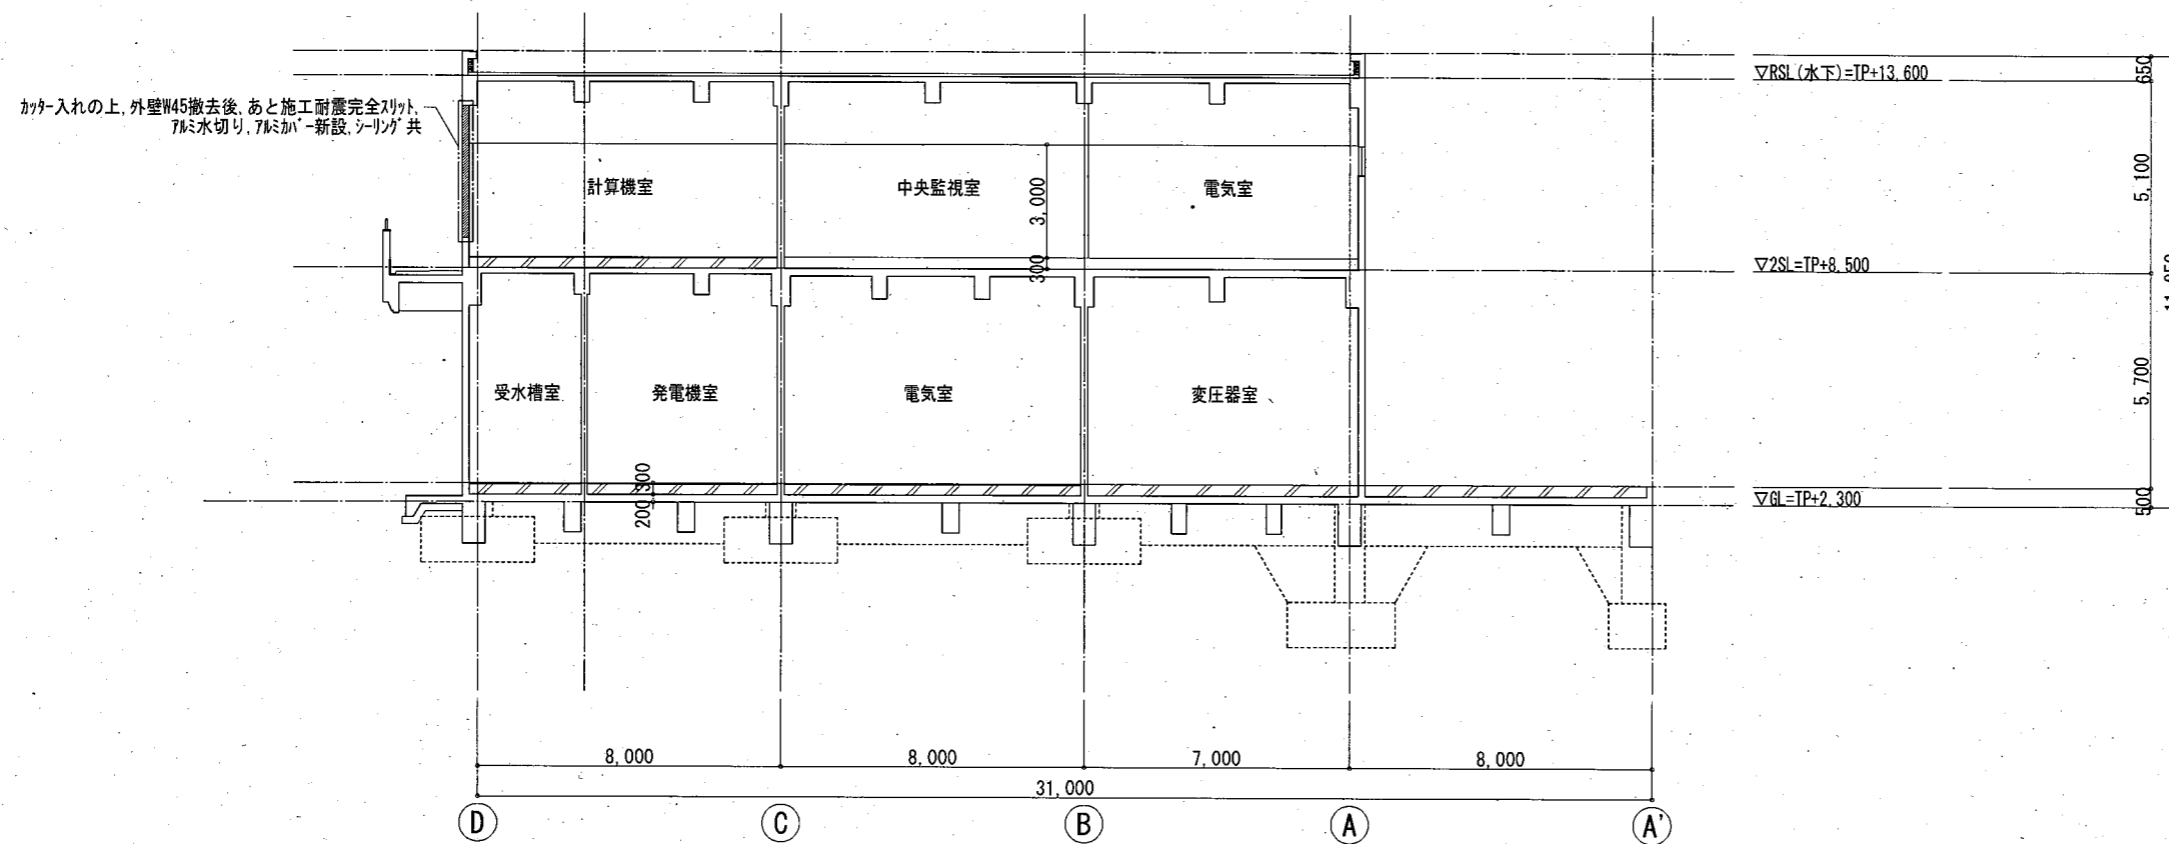 カッター入れの上, 外壁W45撤去後, あと施工耐震完全スリット,
アルミ水切り, アルミカバー新設, シーリング共
▽RSL(水下)=TP+13,600
650
計算機室
中央監視室
電気室
3,000
300
5,100
▽2SL=TP+8,500
受水槽室
発電機室
電気室
変圧器室
5,700
300
200
▽GL=TP+2,300
500
8,000
8,000
7,000
8,000
31,000
D
C
B
A
A'